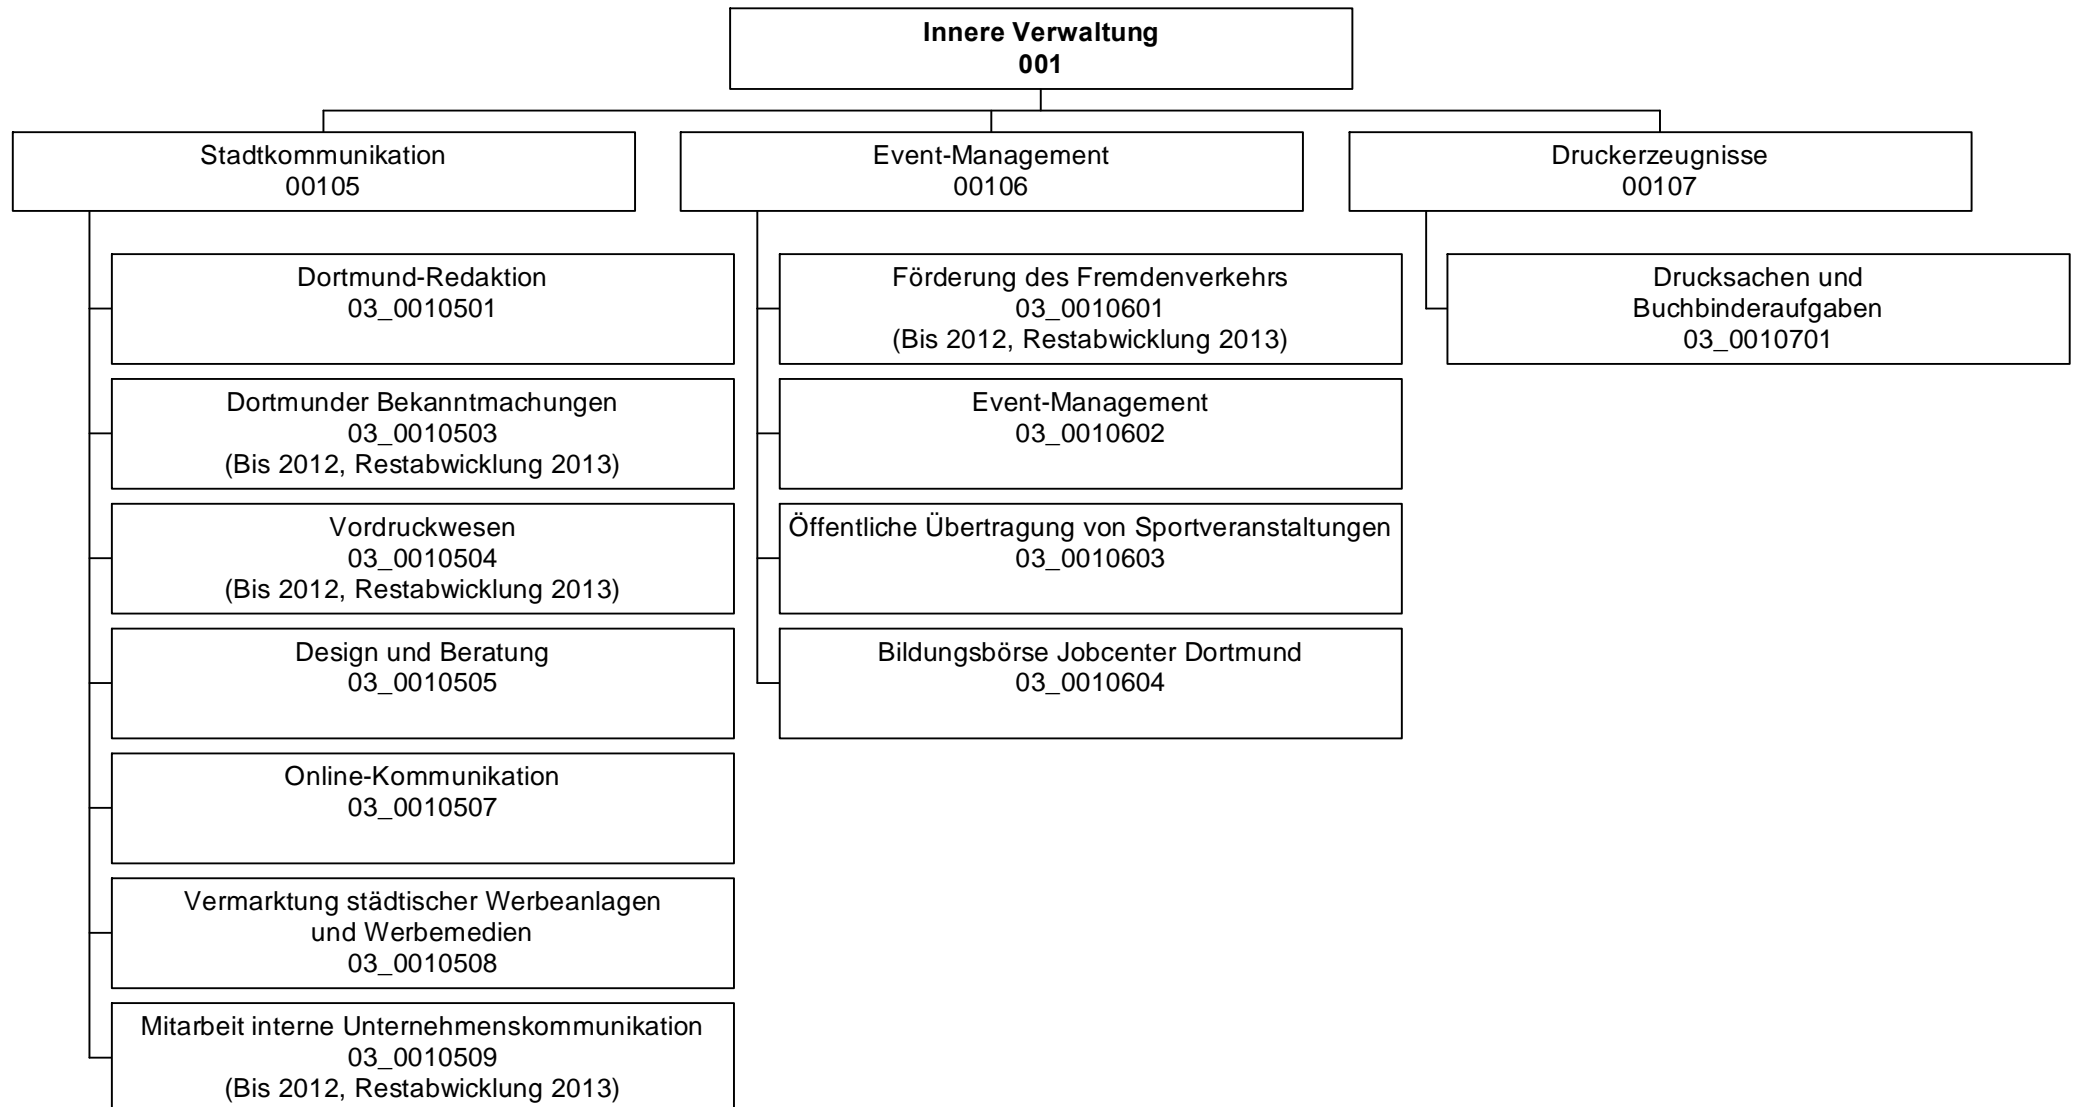 Innere Verwaltung
001
Stadtkommunikation
00105
Event-Management
00106
Druckerzeugnisse
00107
Dortmund-Redaktion
03_0010501
Dortmunder Bekanntmachungen
03_0010503
(Bis 2012, Restabwicklung 2013)
Vordruckwesen
03_0010504
(Bis 2012, Restabwicklung 2013)
Design und Beratung
03_0010505
Online-Kommunikation
03_0010507
Vermarktung städtischer Werbeanlagen
und Werbemedien
03_0010508
Mitarbeit interne Unternehmenskommunikation
03_0010509
(Bis 2012, Restabwicklung 2013)
Förderung des Fremdenverkehrs
03_0010601
(Bis 2012, Restabwicklung 2013)
Event-Management
03_0010602
Öffentliche Übertragung von Sportveranstaltungen
03_0010603
Bildungsbörse Jobcenter Dortmund
03_0010604
Drucksachen und
Buchbinderaufgaben
03_0010701